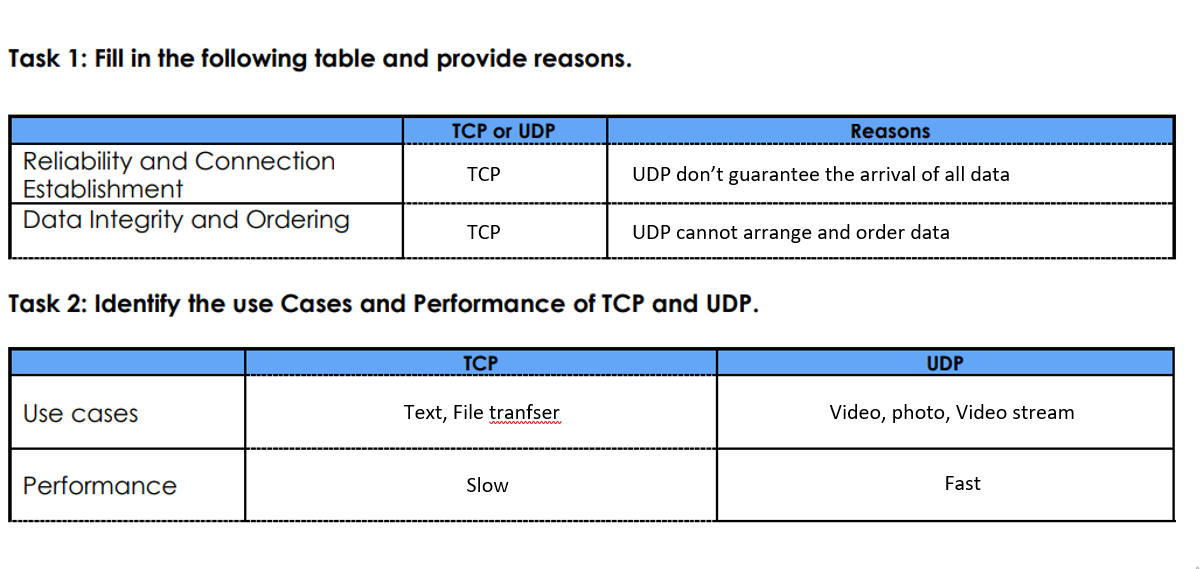 Task 1: Fill in the following table and provide reasons.
TCP or UDP
Reasons
Reliability and Connection
Establishment
TCP
UDP don’t guarantee the arrival of all data
Data Integrity and Ordering
TCP
UDP cannot arrange and order data
Task 2: Identify the use Cases and Performance of TCP and UDP.
TCP
UDP
Use cases
Text, File tranfser
Video, photo, Video stream
Performance
Slow
Fast